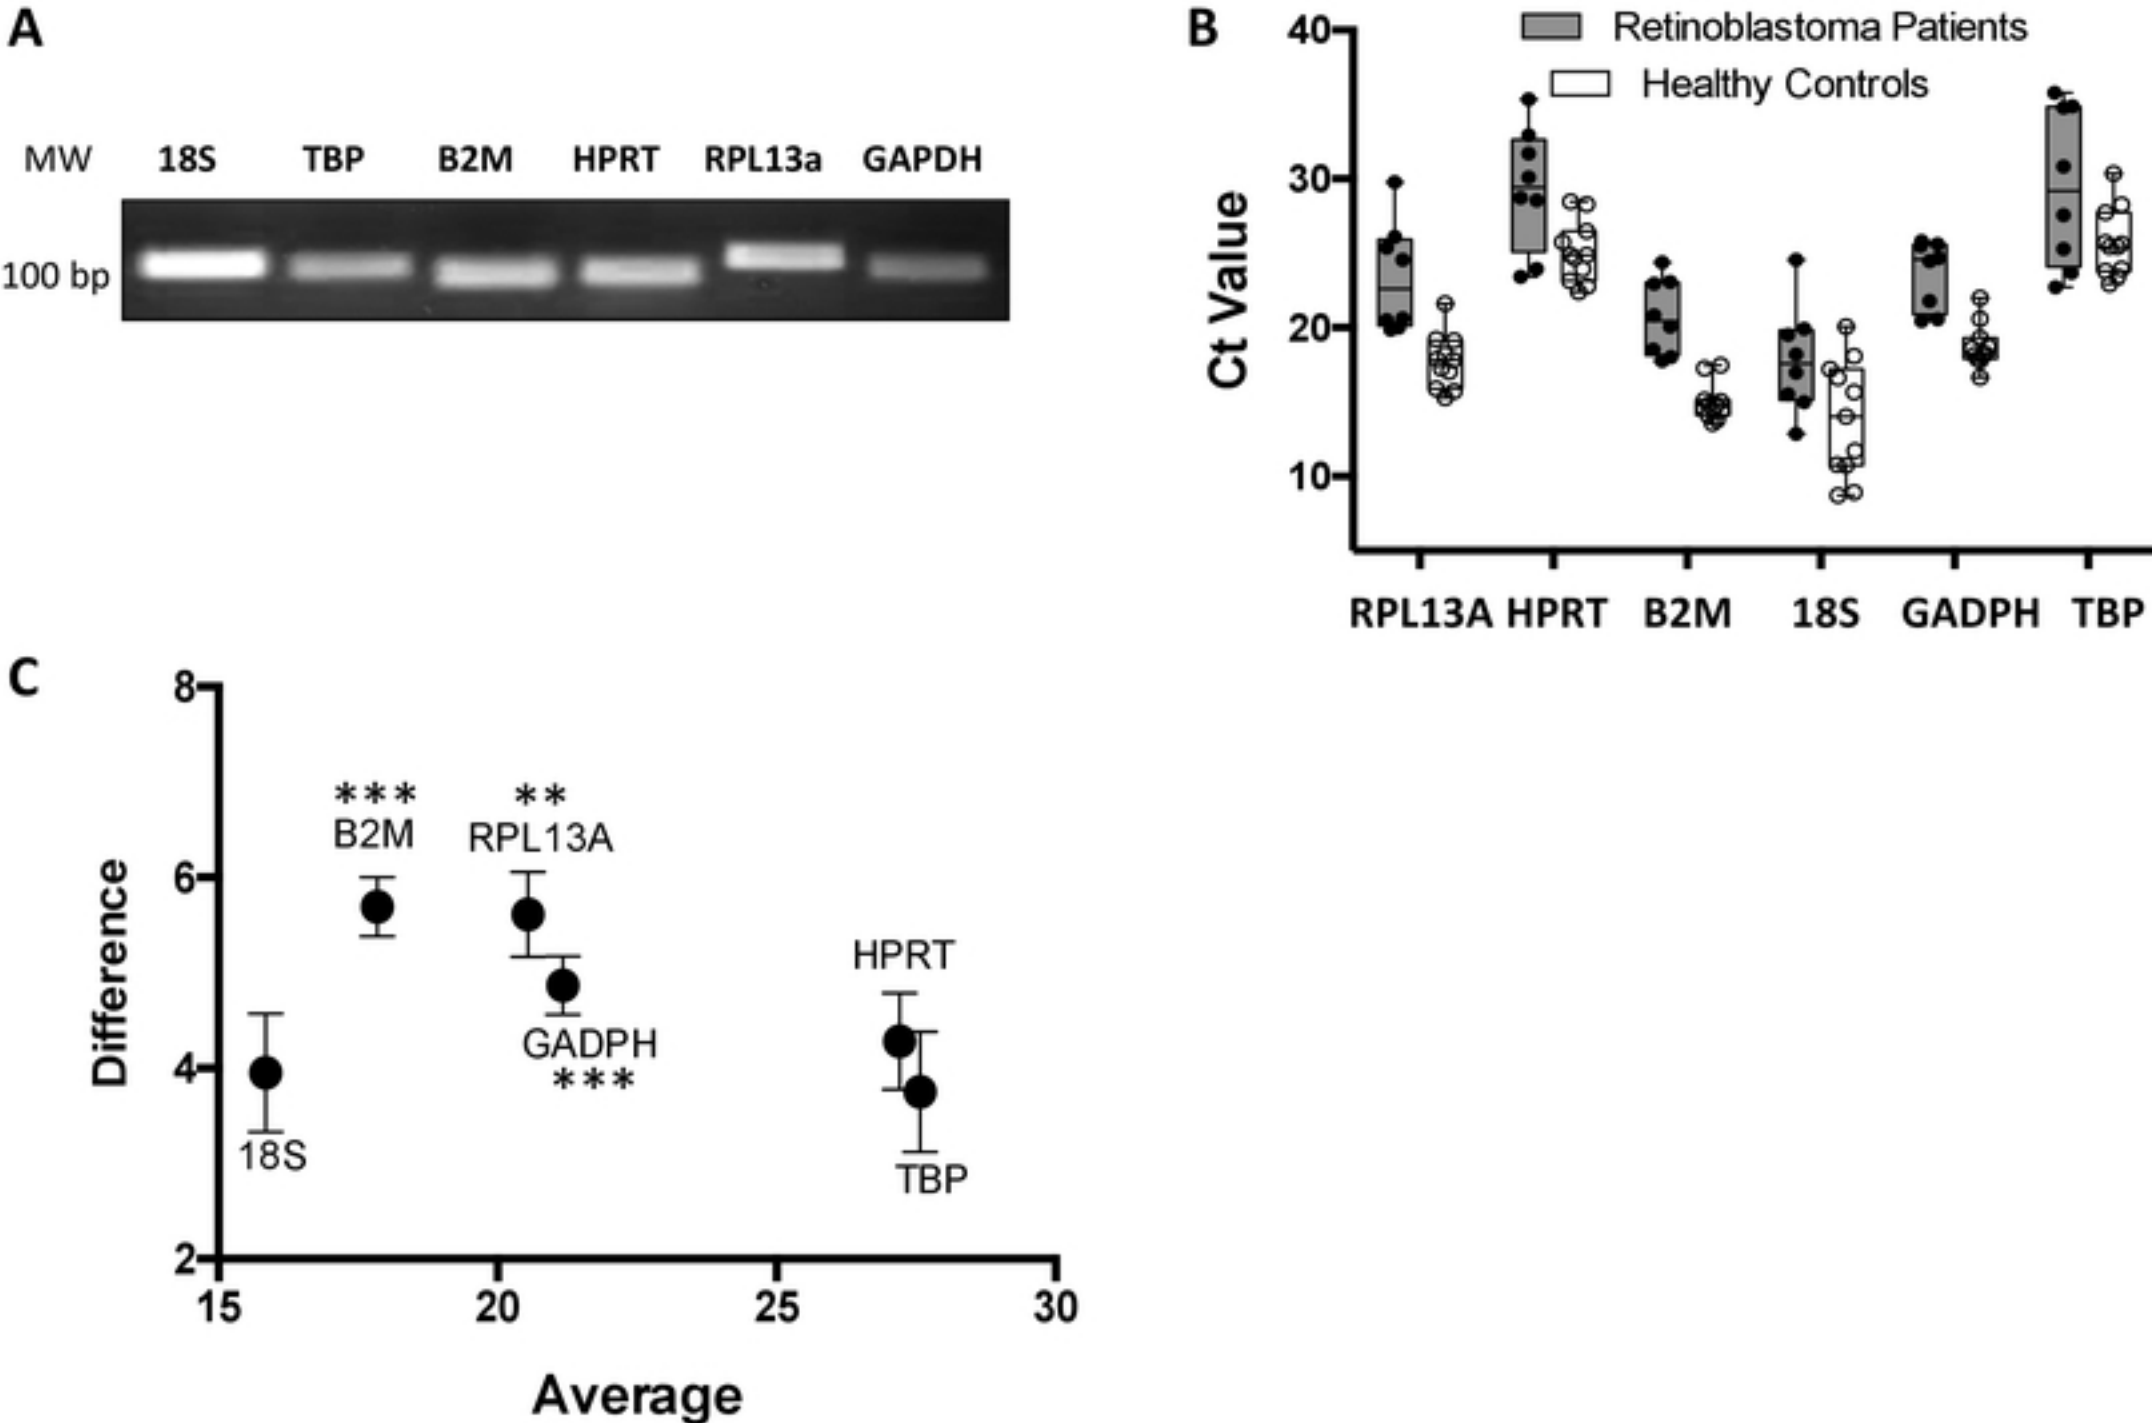 A
MW 18S TBP B2M HPRT RPL13a GAPDH
100 bp
B
Retinoblastoma Patients
Healthy Controls
Ct Value
40
30
20
10
RPL13A HPRT B2M 18S GADPH TBP
C
Difference
8
6
4
2
***
B2M
**
RPL13A
GADPH
***
HPRT
TBP
18S
15 20 25 30
Average